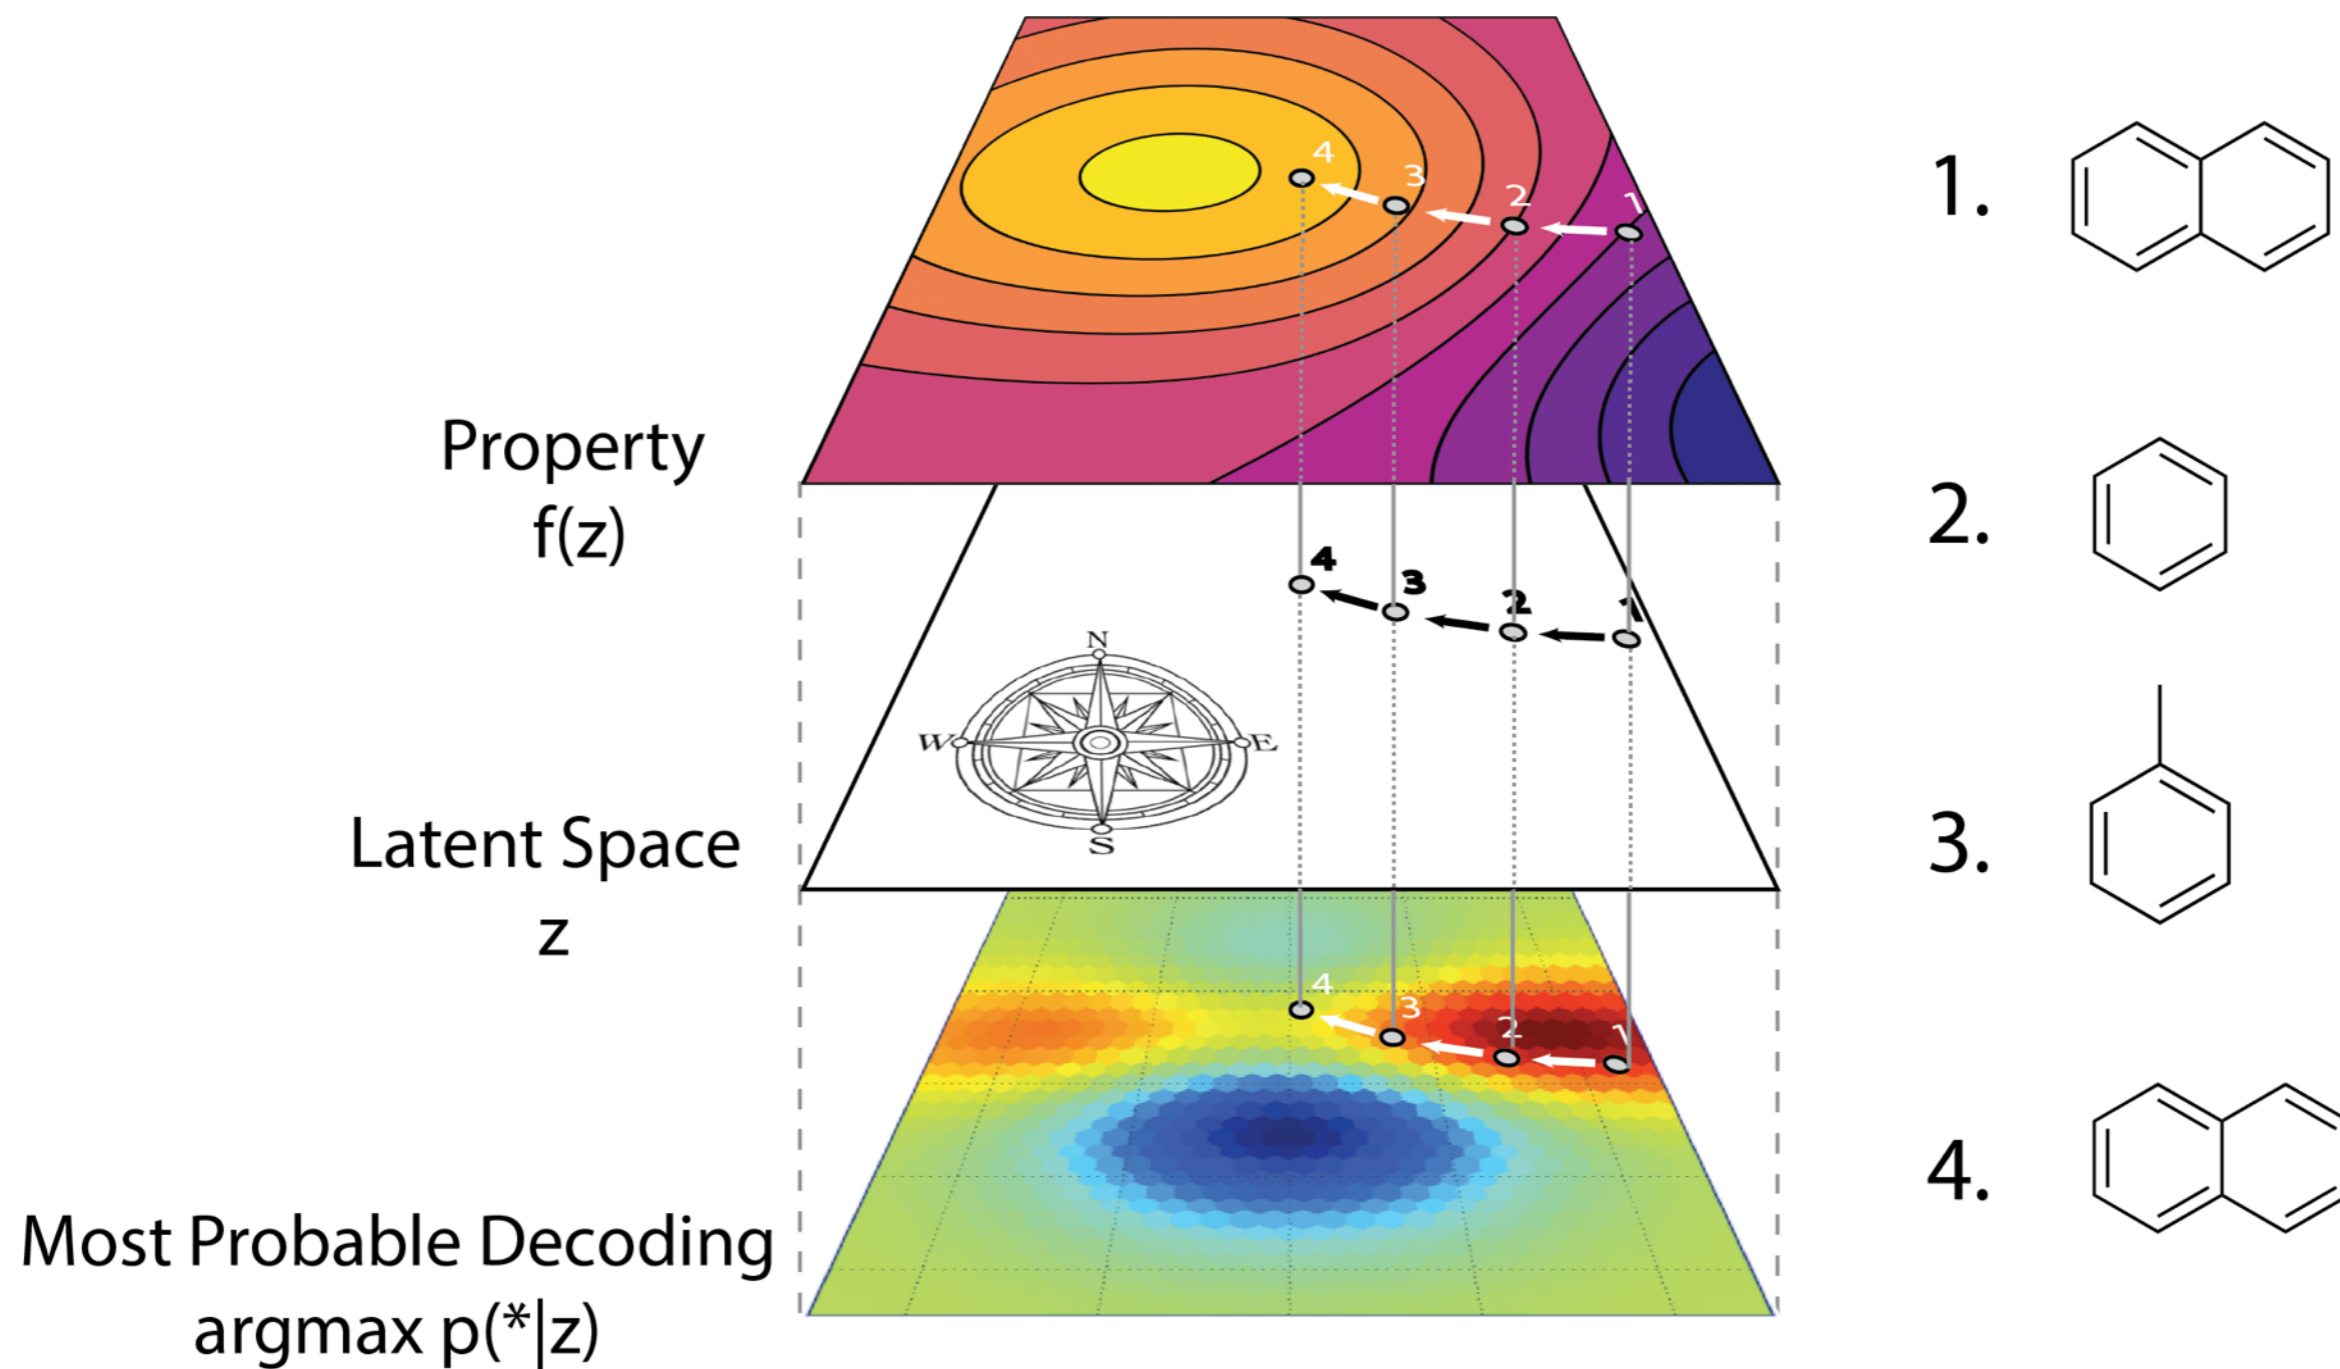 4
3
2
1
1.
Property
f(z)
2.
4
3
2
1
N
W
E
S
Latent Space
z
3.
4
3
2
1
4.
Most Probable Decoding
argmax p(*|z)